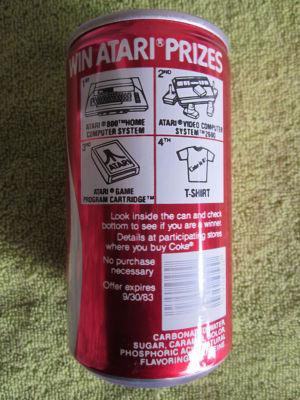 WIN ATARI® PRIZES
1ST
2ND
ATARI® 800™ HOME
COMPUTER SYSTEM
ATARI® VIDEO COMPUTER
SYSTEM™ 2600
3RD
4TH
ATARI
ATARI® GAME
PROGRAM CARTRIDGE™
T-SHIRT
Look inside the can and check
bottom to see if you are a winner.
Details at participating stores
where you buy Coke®
No purchase
necessary
Offer expires
9/30/83
CARBONATED WATER,
SUGAR, CARAMEL COLOR,
PHOSPHORIC ACID, NATURAL
FLAVORING